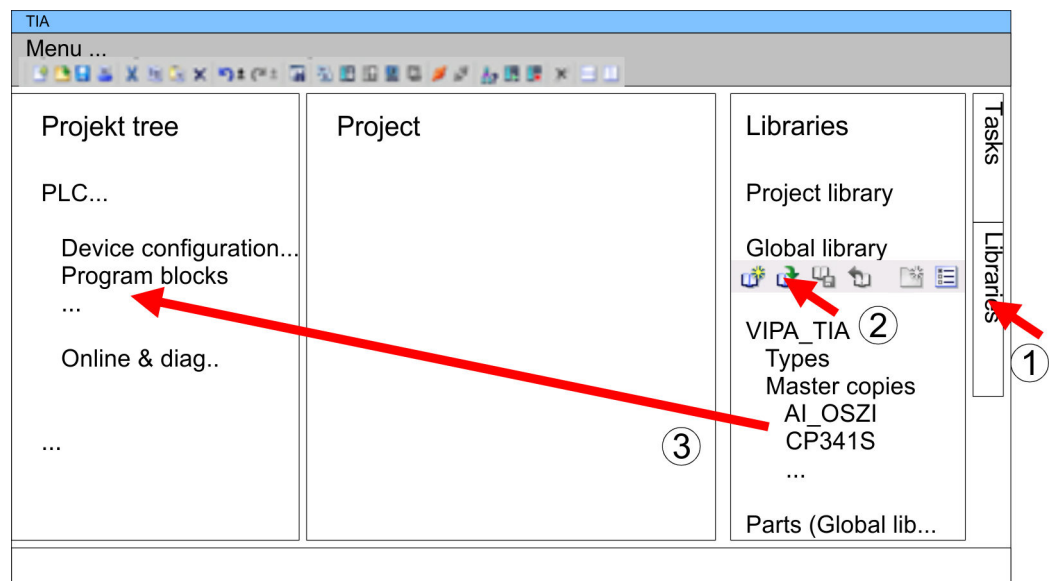 TIA
Menu ...
Projekt tree
PLC...
Device configuration...
Program blocks
...
Online & diag..
...
Project
3
Libraries
Project library
Global library
2
VIPA_TIA
Types
Master copies
AI_OSZI
CP341S
...
Parts (Global lib...
Tasks
Libraries
1